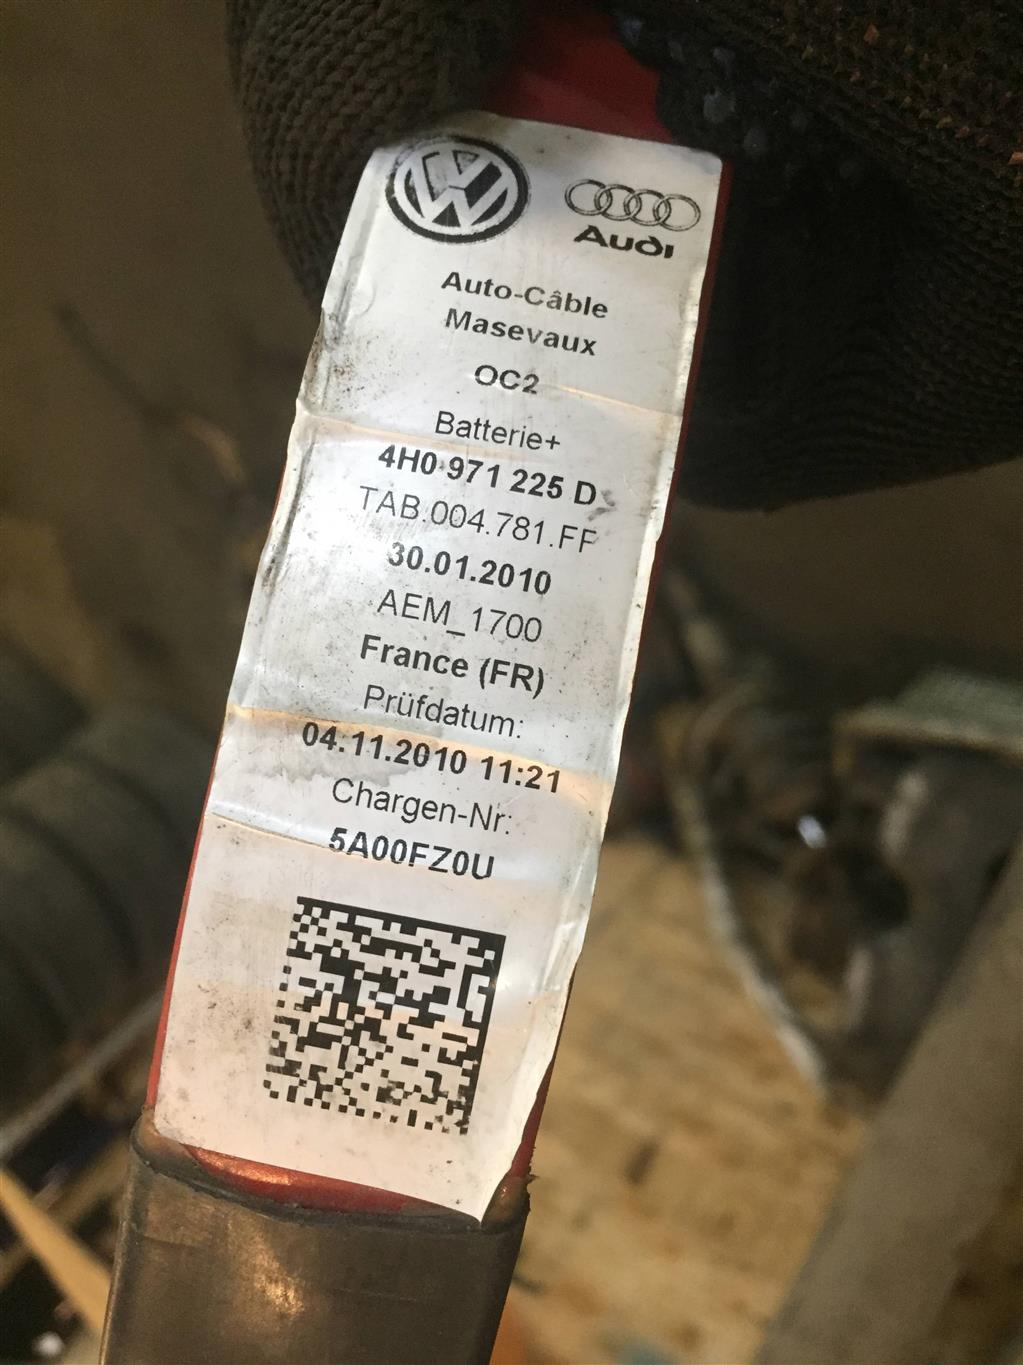 VW
Audi
Auto-Câble
Masevaux
OC2
Batterie+
4H0 971 225 D
TAB.004.781.FF
30.01.2010
AEM_1700
France (FR)
Prüfdatum:
04.11.2010 11:21
Chargen-Nr:
5A00FZ0U